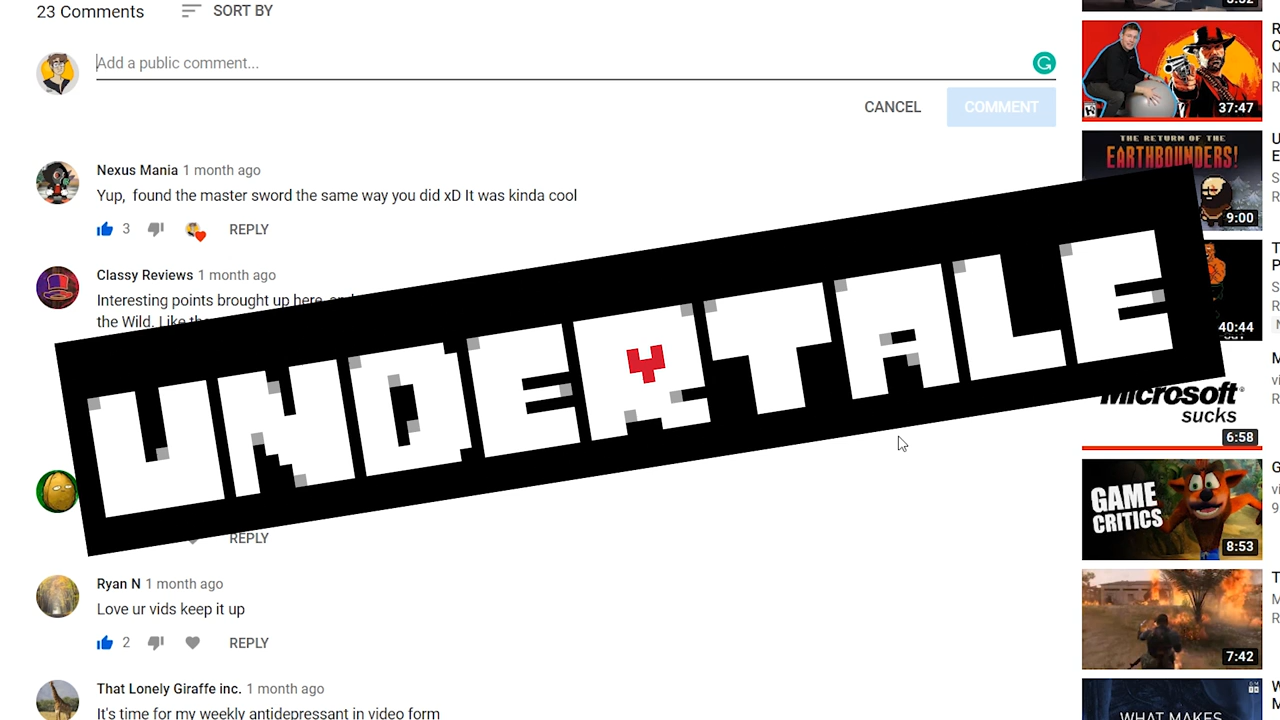 23 Comments SORT BY
Add a public comment...
CANCEL COMMENT
Nexus Mania 1 month ago
Yup, found the master sword the same way you did xD It was kinda cool
3 REPLY
Classy Reviews 1 month ago
Interesting points brought up here
the Wild. Like
UNDERTALE
REPLY
Ryan N 1 month ago
Love ur vids keep it up
2 REPLY
That Lonely Giraffe inc. 1 month ago
It's time for my weekly antidepressant in video form
37:47
THE RETURN OF THE
EARTHBOUNDERS!
9:00
40:44
Microsoft
sucks
6:58
GAME
CRITICS
8:53
7:42
WHAT MAKES